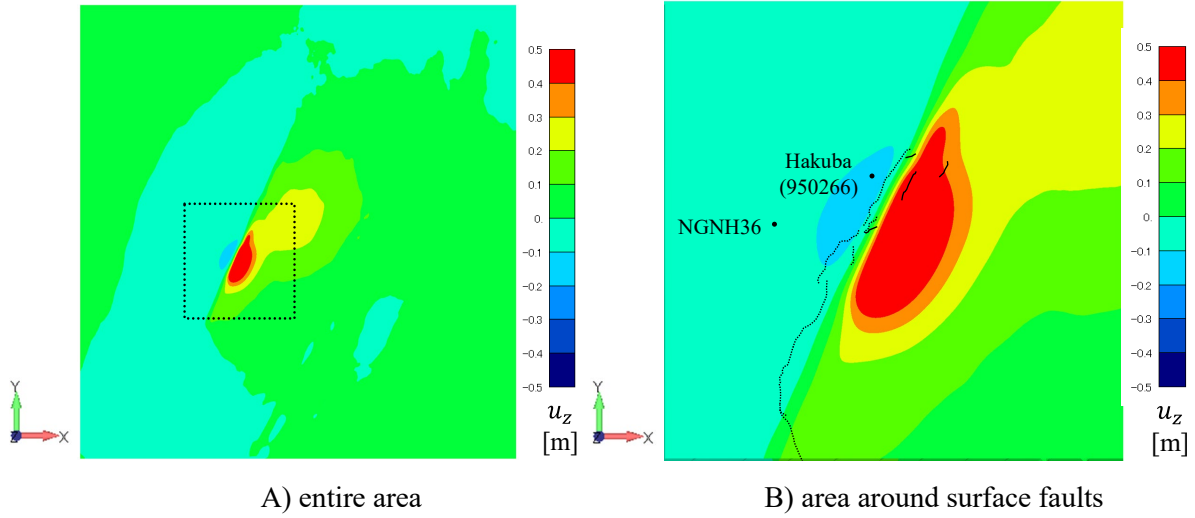 0.5
0.4
0.3
0.2
0.1
0.
-0.1
-0.2
-0.3
-0.4
-0.5
u_z
[m]
Y
Z
X
A) entire area
Hakuba
(950266)
NGNH36
0.5
0.4
0.3
0.2
0.1
0.
-0.1
-0.2
-0.3
-0.4
-0.5
u_z
[m]
Y
Z
X
B) area around surface faults